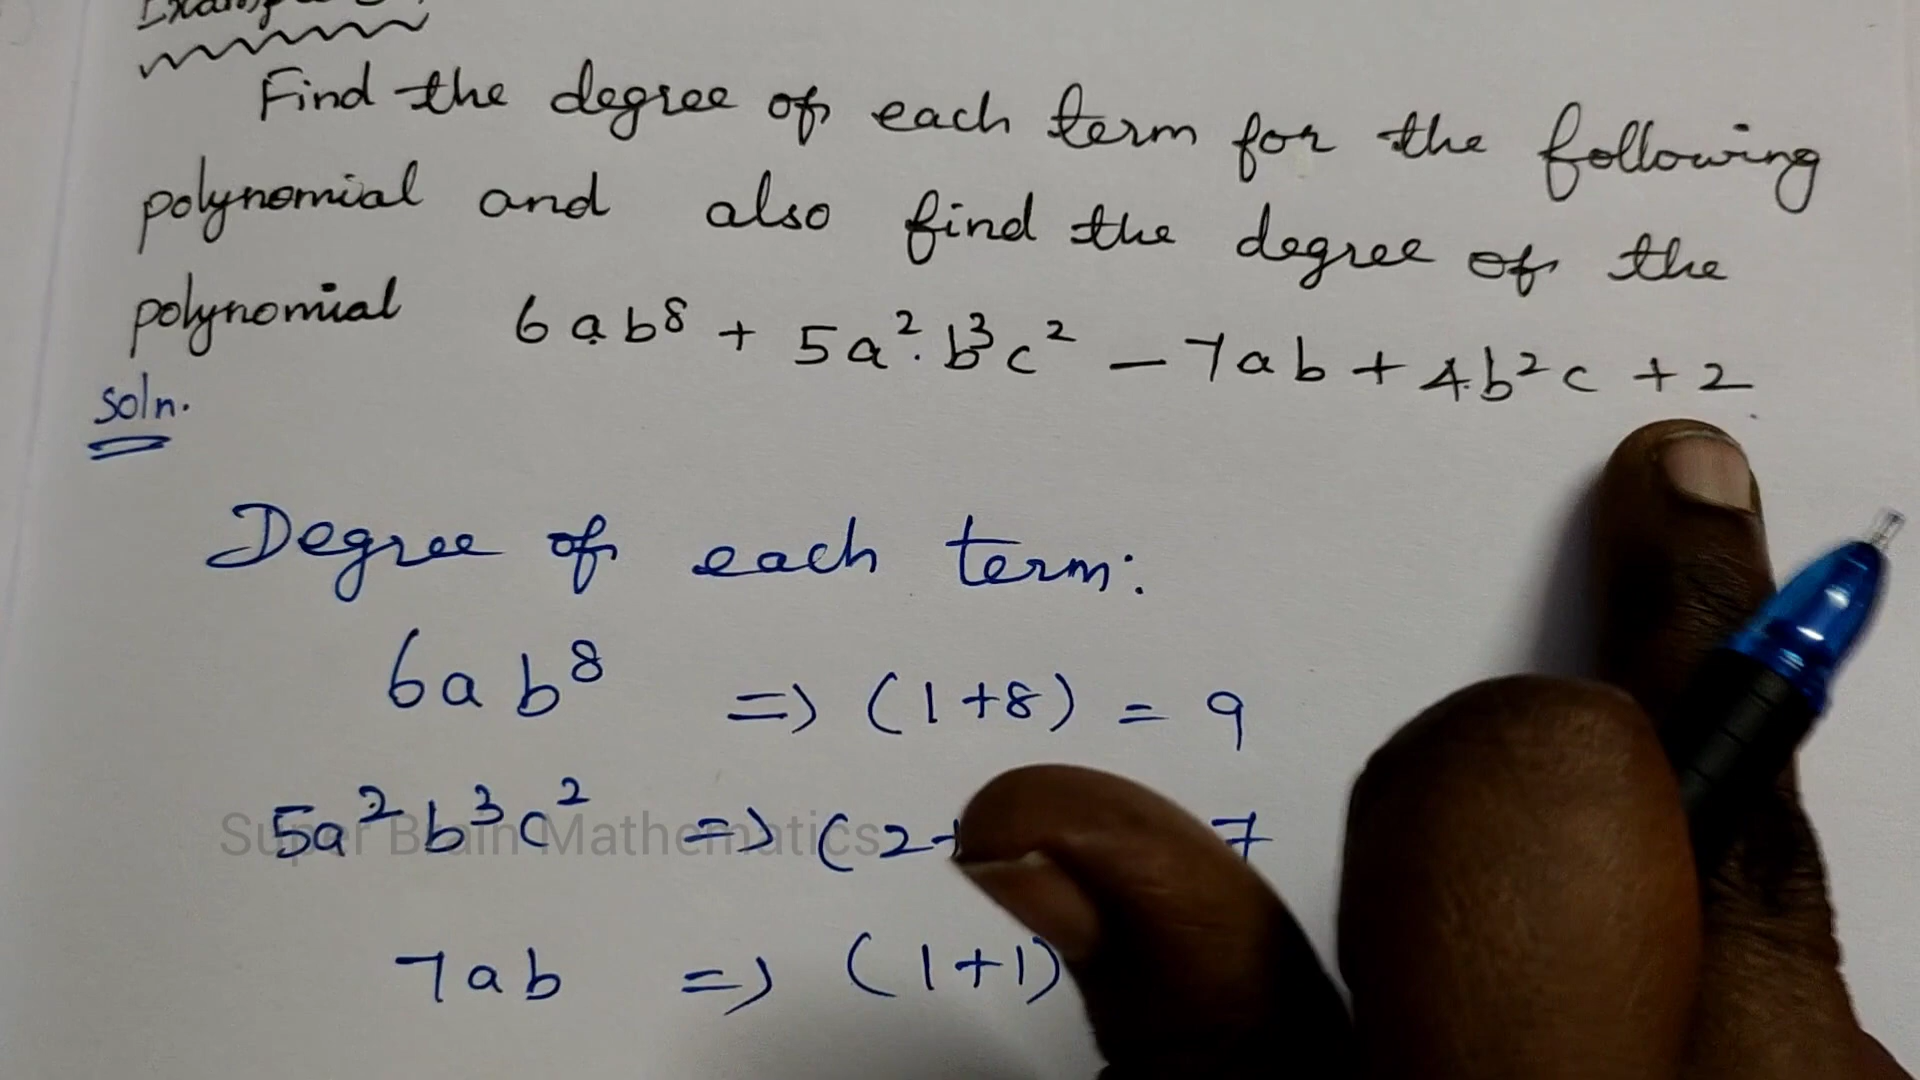 Find the degree of each term for the following
polynomial and also find the degree of the
polynomial 6ab⁸ + 5a².b³c² - 7ab + 4b²c + 2
Soln.
Degree of each term:
6ab⁸ => (1+8) = 9
5a²b³c² => (2+ 7
Super Brain Mathematics
7ab => (1+1)